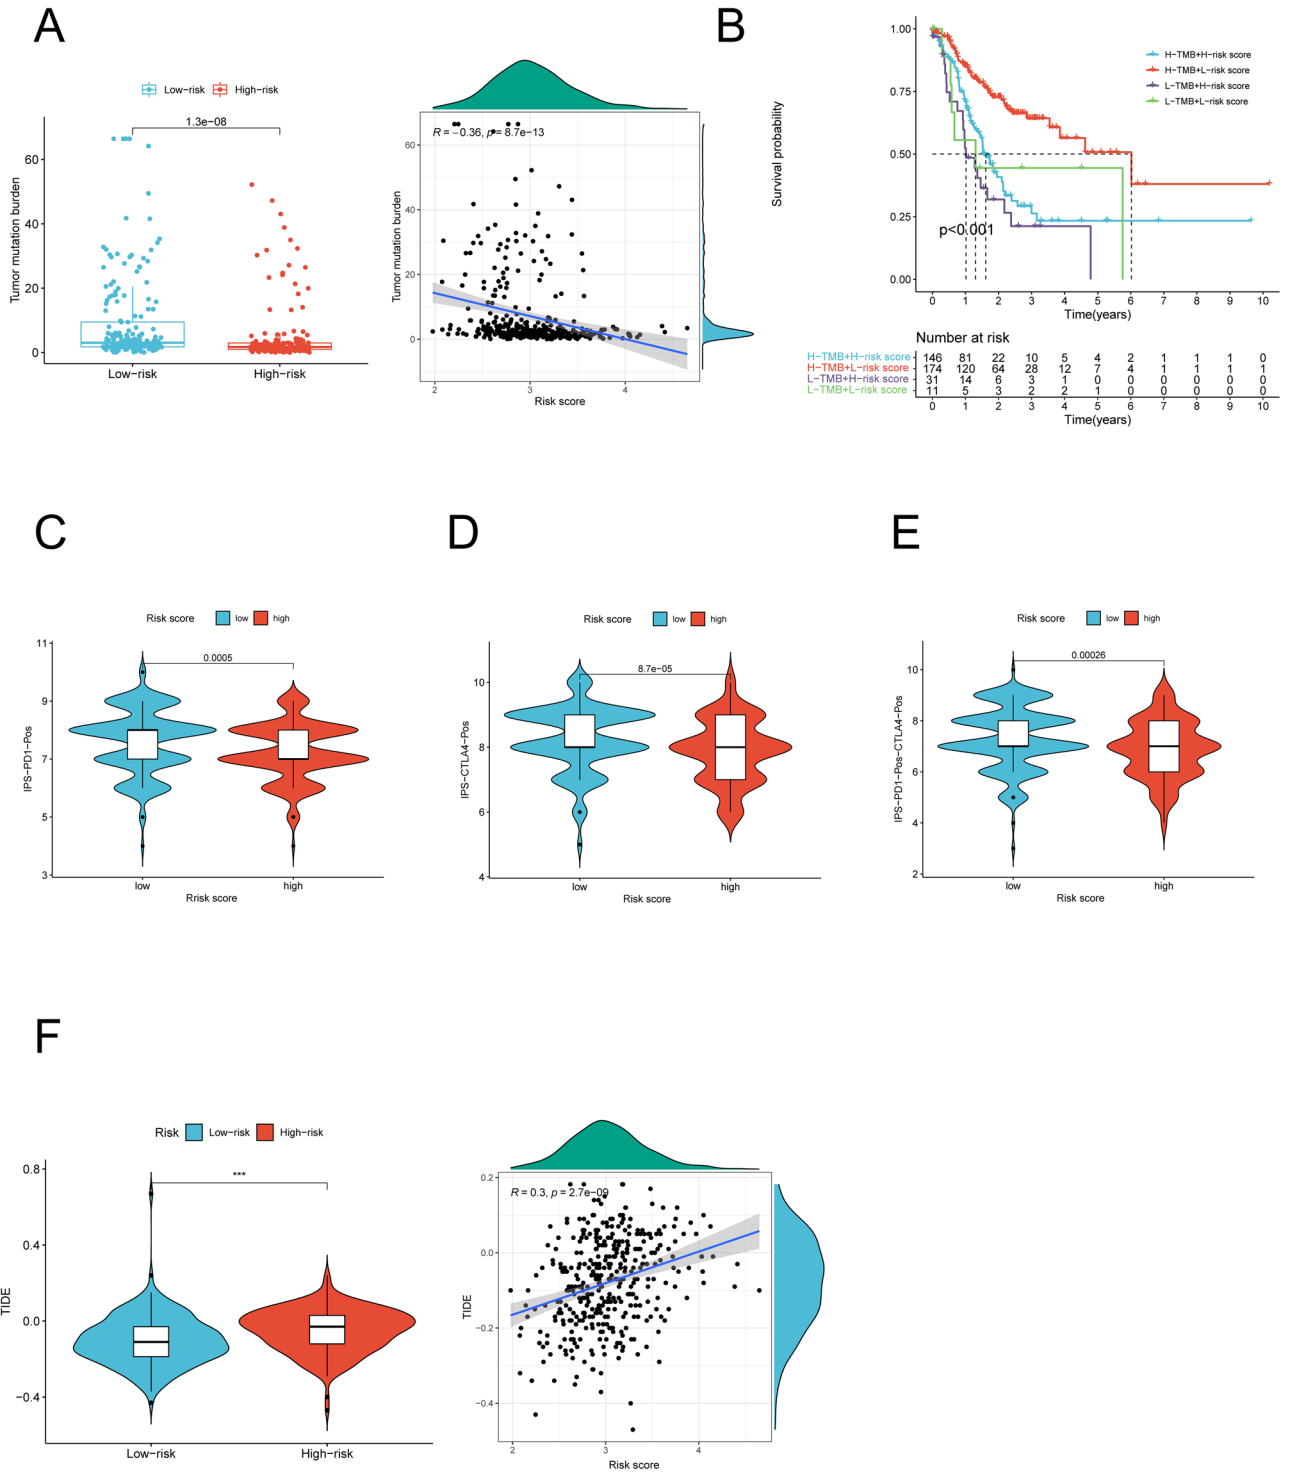 A
Low-risk High-risk
1.3e-08
Tumor mutation burden
60
40
20
0
Low-risk High-risk
R = -0.36, p = 8.7e-13
Tumor mutation burden
60
40
20
0
2 3 4
Risk score
B
Survival probability
1.00
0.75
0.50
0.25
0.00
H-TMB+H-risk score
H-TMB+L-risk score
L-TMB+H-risk score
L-TMB+L-risk score
p<0.001
0 1 2 3 4 5 6 7 8 9 10
Time(years)
Number at risk
H-TMB+H-risk score 146 81 22 10 5 4 2 1 1 1 0
H-TMB+L-risk score 174 120 64 28 12 7 4 1 1 1 1
L-TMB+H-risk score 31 14 6 3 1 0 0 0 0 0 0
L-TMB+L-risk score 11 5 3 2 2 1 0 0 0 0 0
0 1 2 3 4 5 6 7 8 9 10
Time(years)
C
Risk score low high
0.0005
IPS-PD1-Pos
11
9
7
5
3
low high
Rrisk score
D
Risk score low high
8.7e-05
IPS-CTLA4-Pos
10
8
6
4
low high
Risk score
E
Risk score low high
0.00026
IPS-PD1-Pos-CTLA4-Pos
10
8
6
4
2
low high
Risk score
F
Risk Low-risk High-risk
***
TIDE
0.8
0.4
0.0
-0.4
Low-risk High-risk
R = 0.3, p = 2.7e-09
TIDE
0.2
0.0
-0.2
-0.4
2 3 4
Risk score